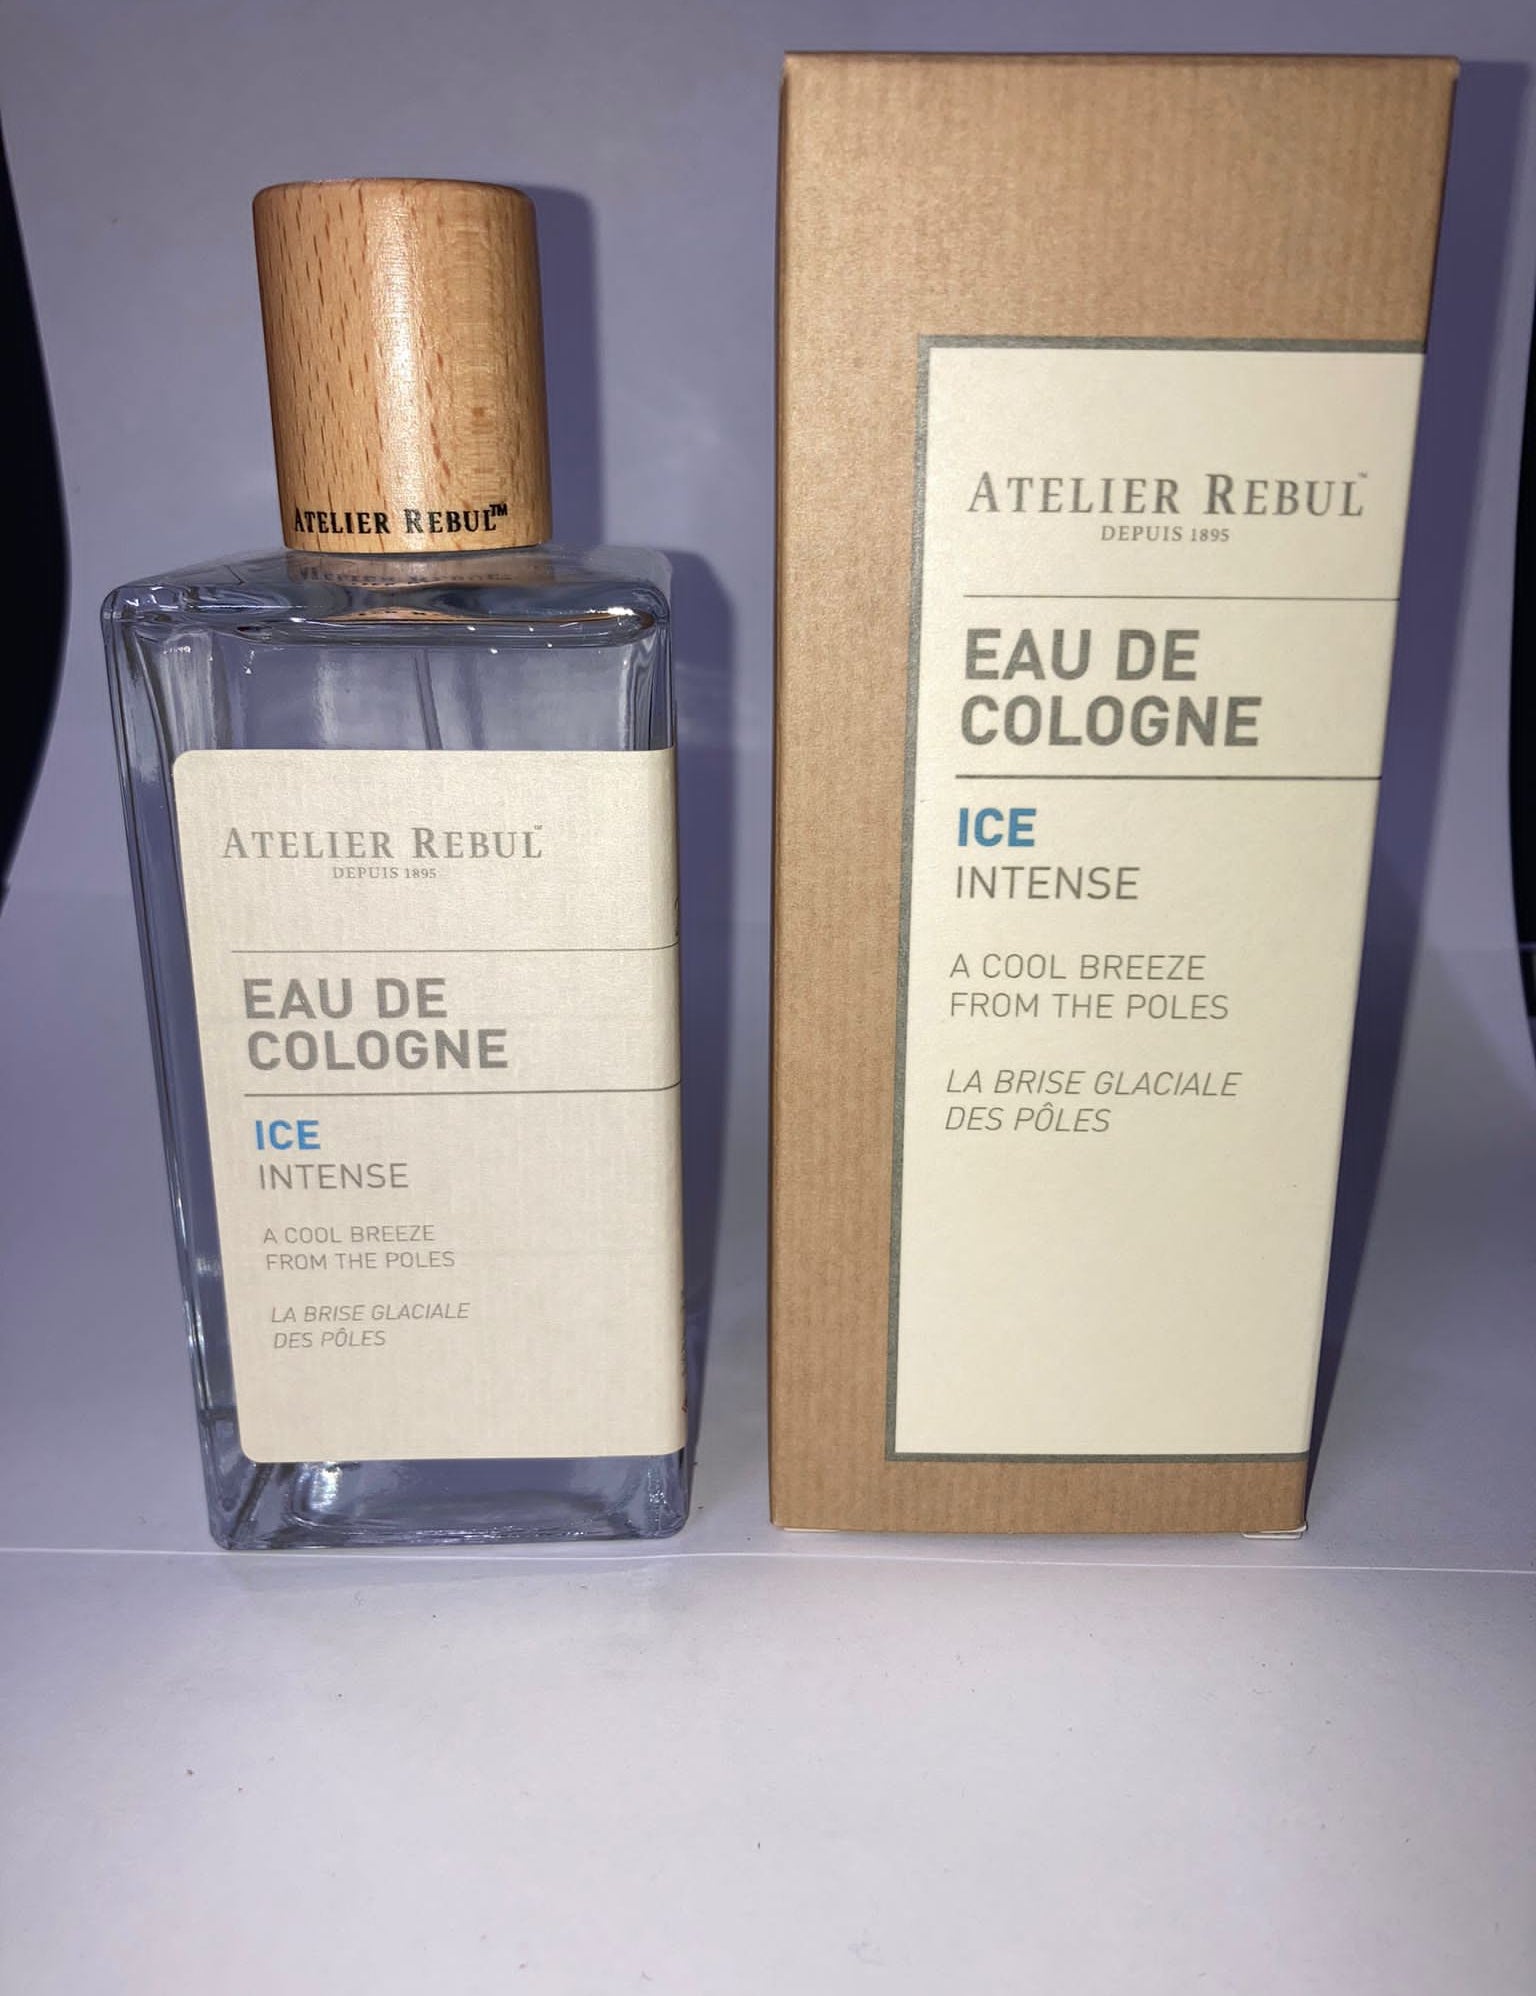 ATELIER REBUL™
ATELIER REBUL™
DEPUIS 1895
EAU DE
COLOGNE
ICE
INTENSE
A COOL BREEZE
FROM THE POLES
LA BRISE GLACIALE
DES PÔLES
ATELIER REBUL™
DEPUIS 1895
EAU DE
COLOGNE
ICE
INTENSE
A COOL BREEZE
FROM THE POLES
LA BRISE GLACIALE
DES PÔLES